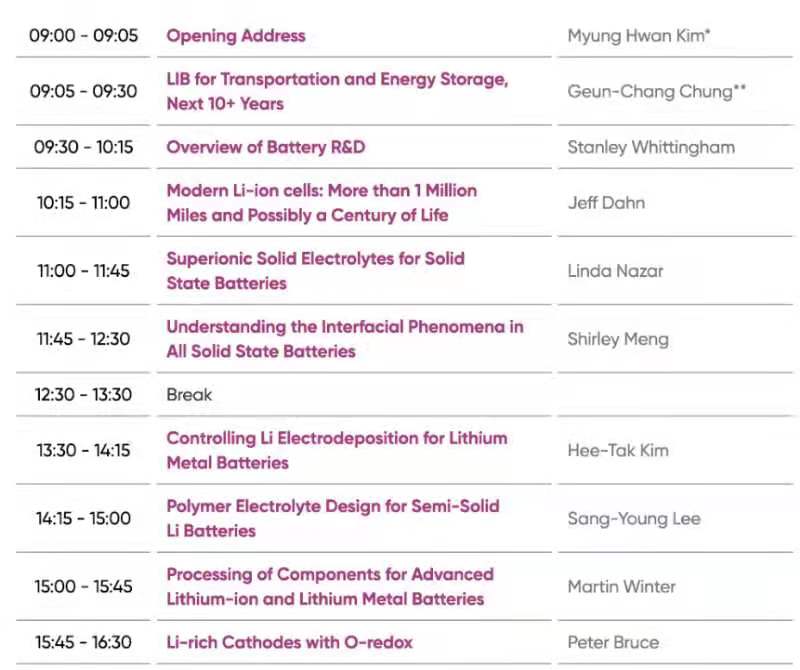 09:00 - 09:05 Opening Address Myung Hwan Kim*
LIB for Transportation and Energy Storage,
09:05 - 09:30 Next 10+ Years Geun-Chang Chung**
09:30 - 10:15 Overview of Battery R&D Stanley Whittingham
Modern Li-ion cells: More than 1 Million
10:15 - 11:00 Miles and Possibly a Century of Life Jeff Dahn
Superionic Solid Electrolytes for Solid
11:00 - 11:45 State Batteries Linda Nazar
Understanding the Interfacial Phenomena in
11:45 - 12:30 All Solid State Batteries Shirley Meng
12:30 - 13:30 Break
Controlling Li Electrodeposition for Lithium
13:30 - 14:15 Metal Batteries Hee-Tak Kim
Polymer Electrolyte Design for Semi-Solid
14:15 - 15:00 Li Batteries Sang-Young Lee
Processing of Components for Advanced
15:00 - 15:45 Lithium-ion and Lithium Metal Batteries Martin Winter
15:45 - 16:30 Li-rich Cathodes with O-redox Peter Bruce